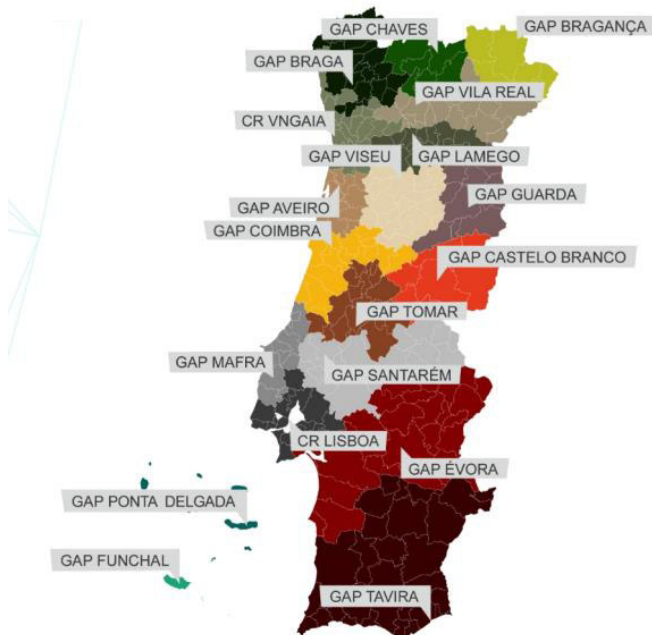 GAP CHAVES
GAP BRAGANÇA
GAP BRAGA
GAP VILA REAL
CR VNGAIA
GAP VISEU
GAP LAMEGO
GAP GUARDA
GAP AVEIRO
GAP COIMBRA
GAP CASTELO BRANCO
GAP TOMAR
GAP MAFRA
GAP SANTARÉM
CR LISBOA
GAP ÉVORA
GAP PONTA DELGADA
GAP FUNCHAL
GAP TAVIRA